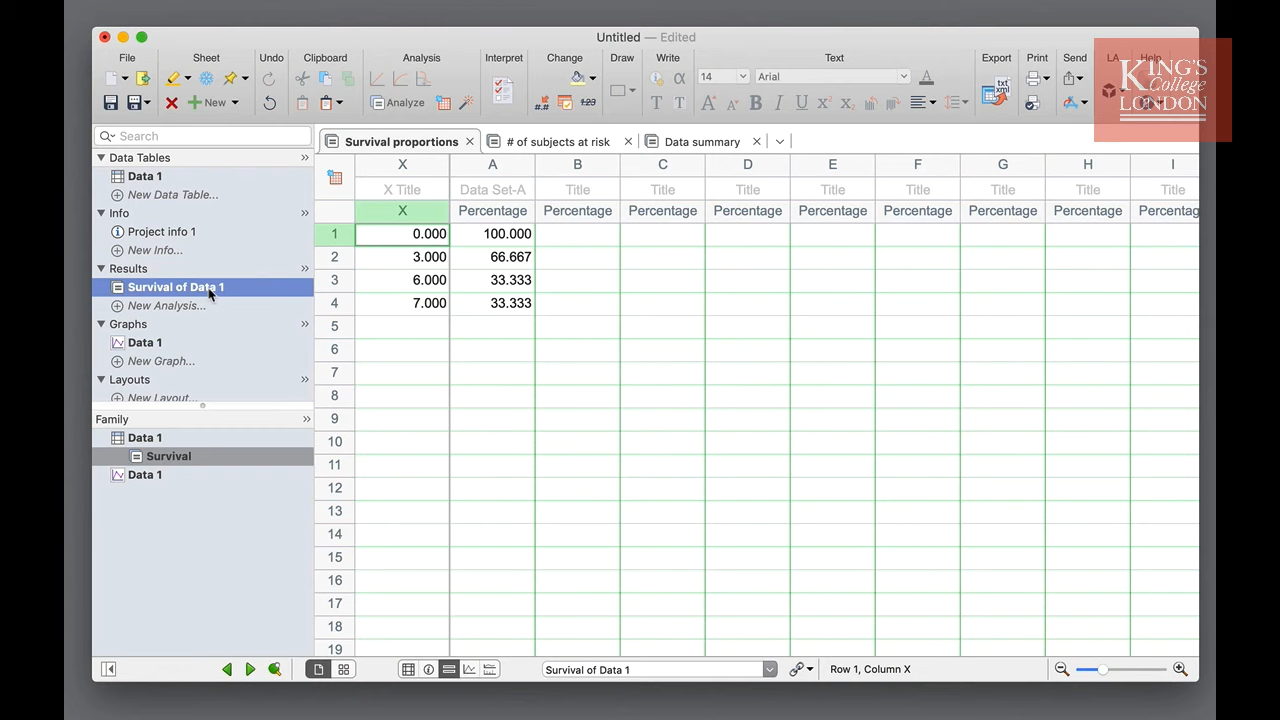 Untitled — Edited
File Sheet Undo Clipboard Analysis Interpret Change Draw Write Text Export Print Send LA Help
14 Arial
New Analyze
KING'S
College
LONDON
Search
Survival proportions # of subjects at risk Data summary
Data Tables
Data 1
New Data Table...
Info
Project info 1
New Info...
Results
Survival of Data 1
New Analysis...
Graphs
Data 1
New Graph...
Layouts
New Layout...
Family
Data 1
Survival
Data 1
X A B C D E F G H I
X Title Data Set-A Title Title Title Title Title Title Title Title
X Percentage Percentage Percentage Percentage Percentage Percentage Percentage Percentage Percentag
1 0.000 100.000
2 3.000 66.667
3 6.000 33.333
4 7.000 33.333
5
6
7
8
9
10
11
12
13
14
15
16
17
18
19
Survival of Data 1 Row 1, Column X